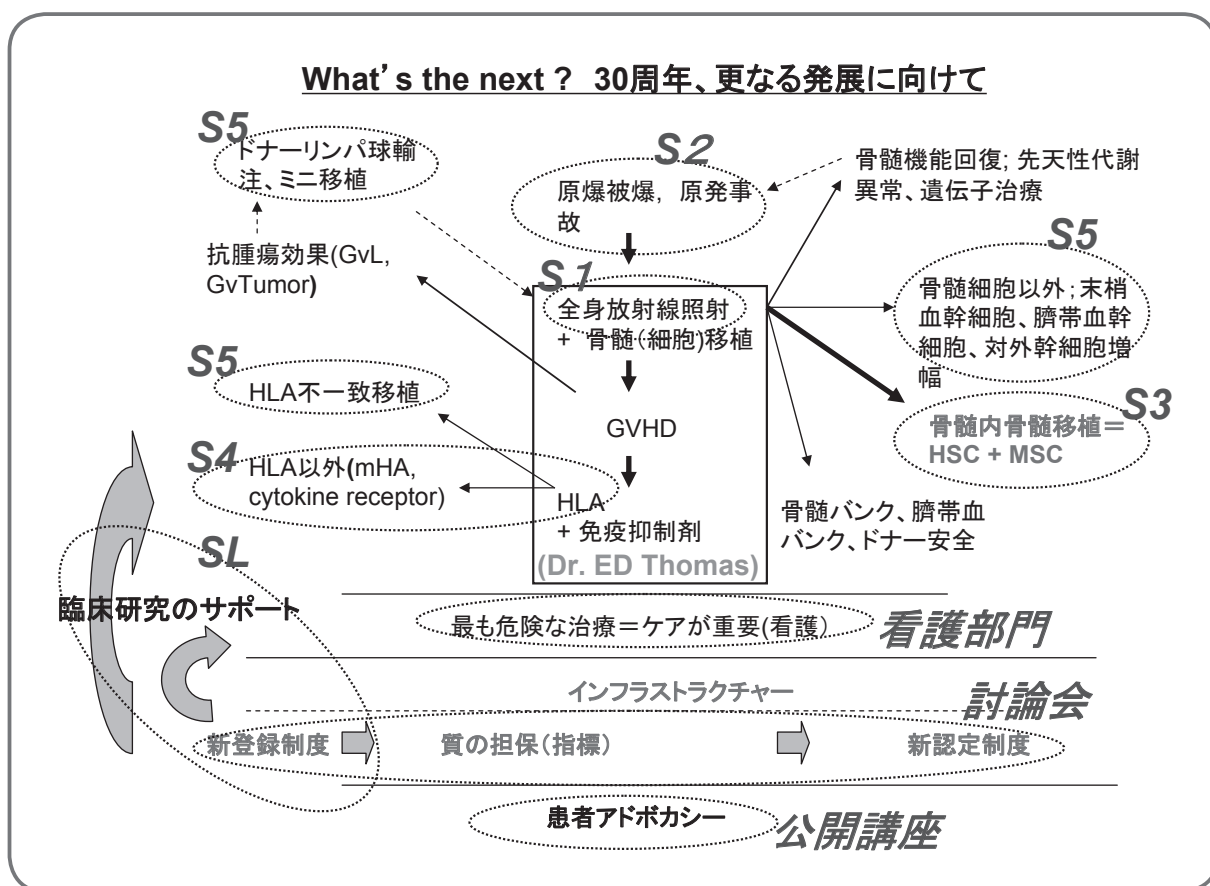 What's the next ? 30周年、更なる発展に向けて
S5
ドナーリンパ球輸
注、ミニ移植
S2
原爆被爆, 原発事
故
骨髄機能回復; 先天性代謝
異常、遺伝子治療
抗腫瘍効果(GvL,
GvTumor)
S1
全身放射線照射
+ 骨髄(細胞)移植
S5
骨髄細胞以外;末梢
血幹細胞、臍帯血幹
細胞、対外幹細胞増
幅
S5
HLA不一致移植
GVHD
S3
骨髄内骨髄移植=
HSC + MSC
S4
HLA以外(mHA,
cytokine receptor)
HLA
+ 免疫抑制剤
(Dr. ED Thomas)
骨髄バンク、臍帯血
バンク、ドナー安全
SL
臨床研究のサポート
最も危険な治療=ケアが重要(看護)
看護部門
インフラストラクチャー
討論会
新登録制度
質の担保(指標)
新認定制度
患者アドボカシー
公開講座